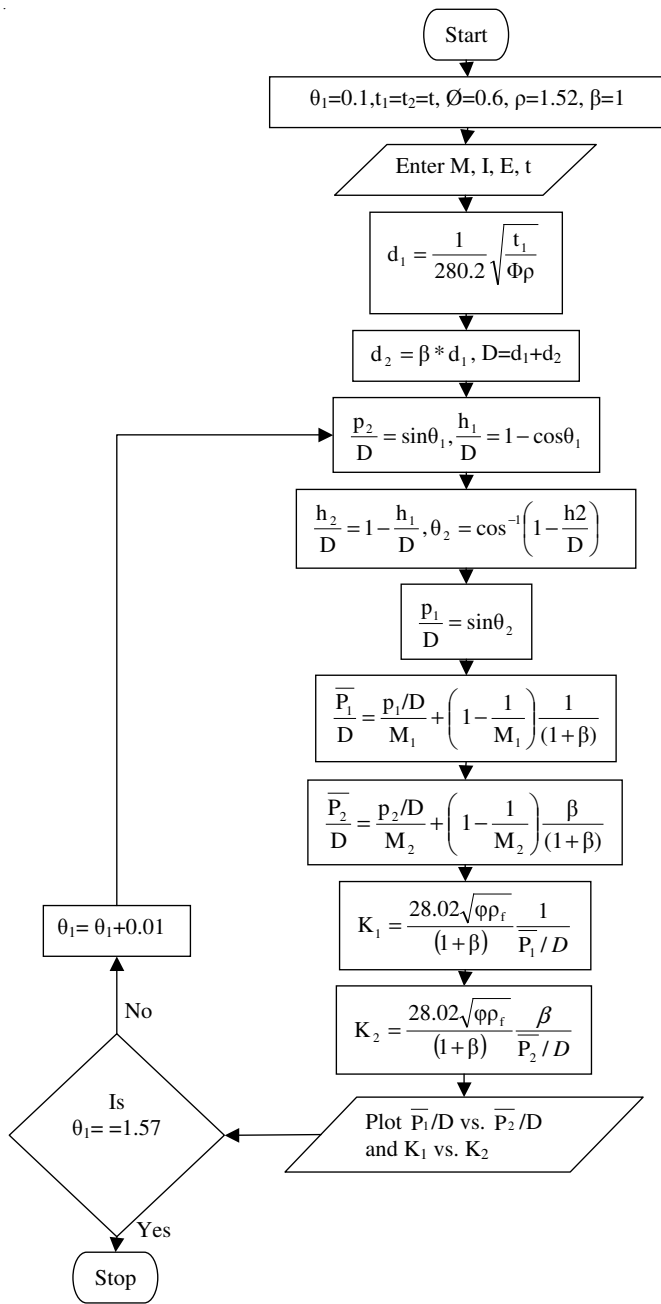 Start
θ₁=0.1,t₁=t₂=t, Ø=0.6, ρ=1.52, β=1
Enter M, I, E, t
d₁ = 1/280.2 √(t₁/Φρ)
d₂ = β * d₁, D=d₁+d₂
p₂/D = sinθ₁, h₁/D = 1 − cosθ₁
h₂/D = 1 − h₁/D, θ₂ = cos⁻¹(1 − h2/D)
p₁/D = sinθ₂
P̅₁/D = (p₁/D)/M₁ + (1 − 1/M₁) 1/(1+β)
P̅₂/D = (p₂/D)/M₂ + (1 − 1/M₂) β/(1+β)
K₁ = 28.02√(φρ_f)/(1+β) 1/(P̅₁/D)
K₂ = 28.02√(φρ_f)/(1+β) β/(P̅₂/D)
Plot P̅₁/D vs. P̅₂/D
and K₁ vs. K₂
Is
θ₁= =1.57
No
θ₁= θ₁+0.01
Yes
Stop